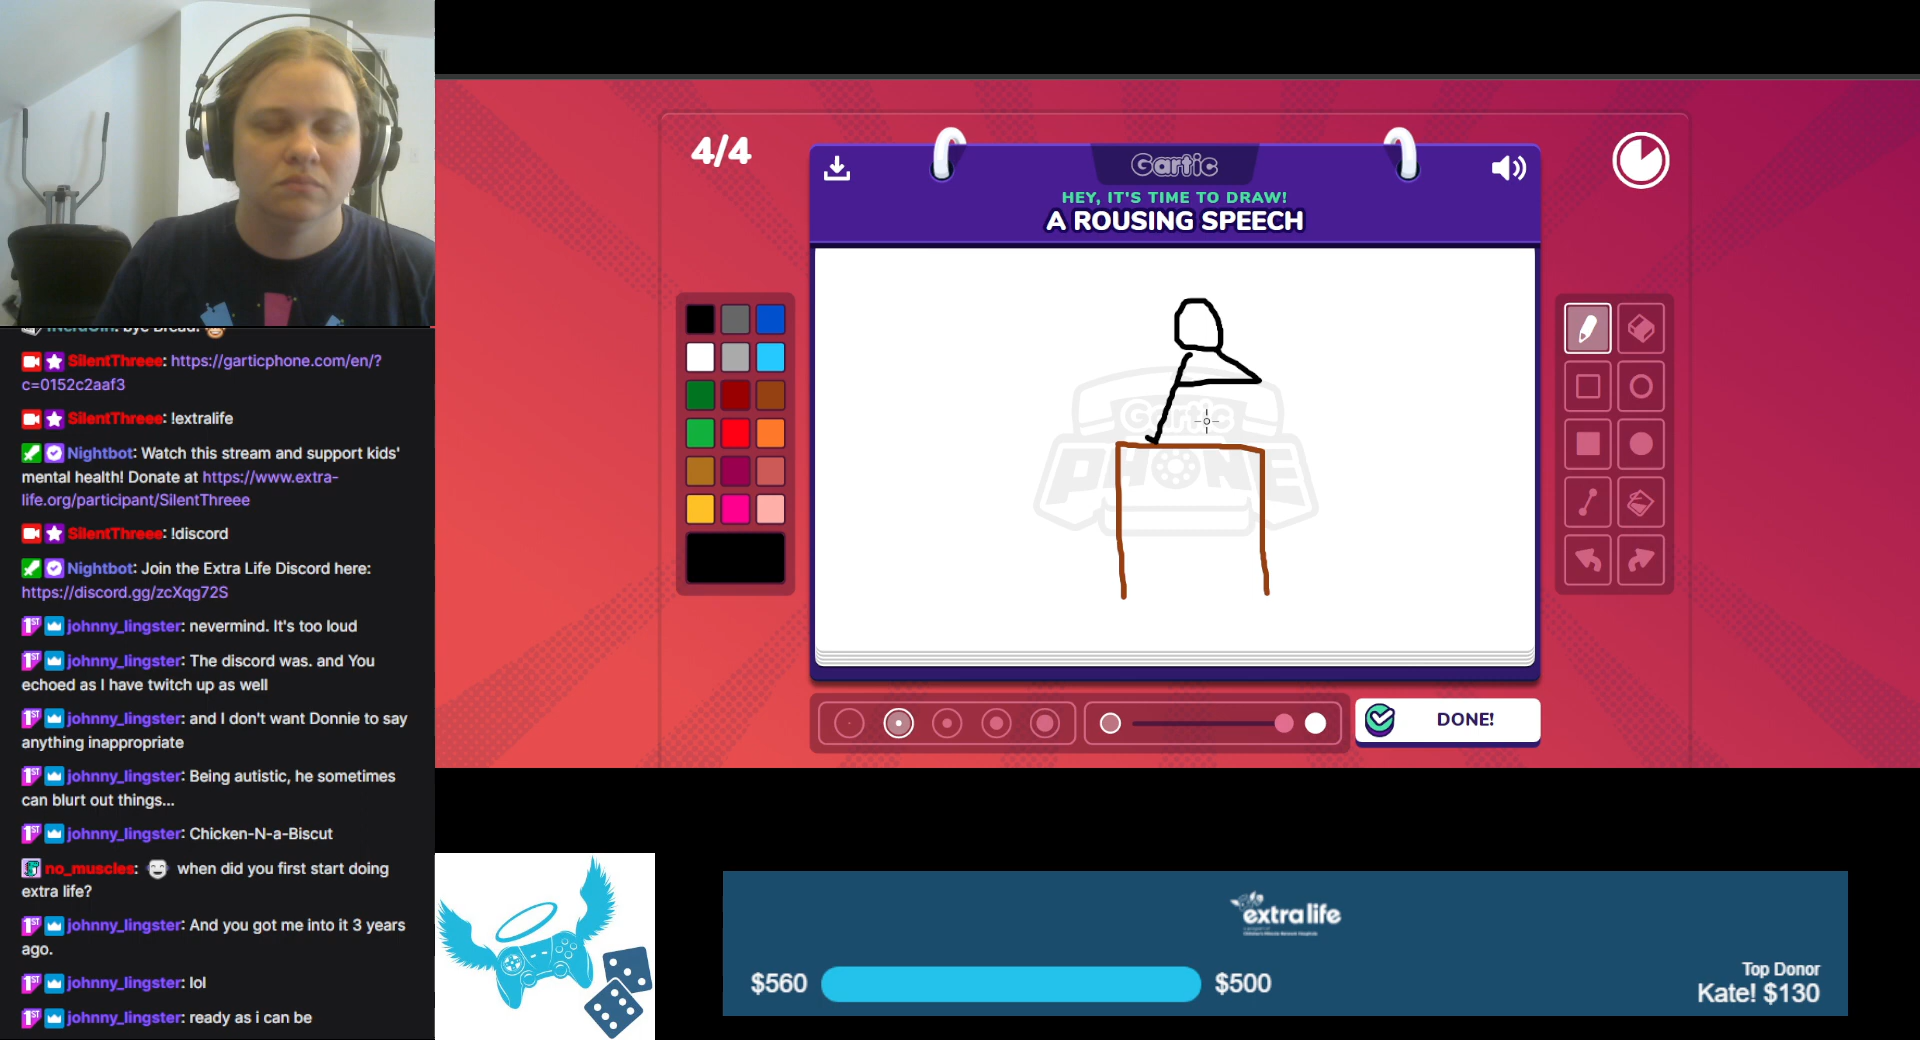 SilentThreee: https://garticphone.com/en/?
c=0152c2aaf3
SilentThreee: !extralife
Nightbot: Watch this stream and support kids'
mental health! Donate at https://www.extra-
life.org/participant/SilentThreee
SilentThreee: !discord
Nightbot: Join the Extra Life Discord here:
https://discord.gg/zcXqg72S
johnny_lingster: nevermind. It's too loud
johnny_lingster: The discord was. and You
echoed as I have twitch up as well
johnny_lingster: and I don't want Donnie to say
anything inappropriate
johnny_lingster: Being autistic, he sometimes
can blurt out things...
johnny_lingster: Chicken-N-a-Biscut
no_muscles: when did you first start doing
extra life?
johnny_lingster: And you got me into it 3 years
ago.
johnny_lingster: lol
johnny_lingster: ready as i can be
4/4
Gartic
HEY, IT'S TIME TO DRAW!
A ROUSING SPEECH
Gartic
PHONE
DONE!
extralife
$560
$500
Top Donor
Kate! $130